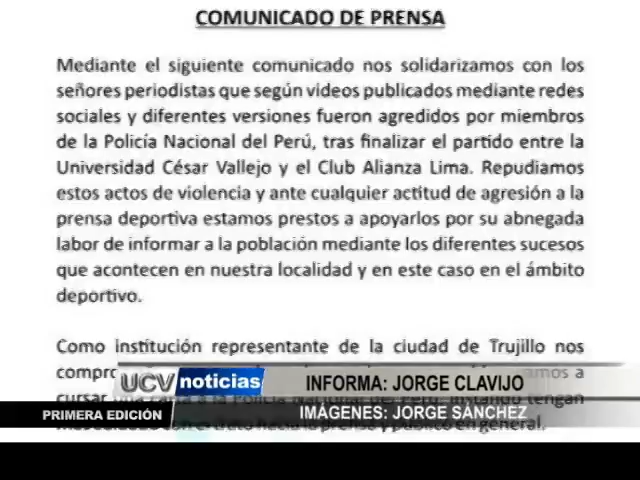 COMUNICADO DE PRENSA
Mediante el siguiente comunicado nos solidarizamos con los
señores periodistas que según videos publicados mediante redes
sociales y diferentes versiones fueron agredidos por miembros
de la Policía Nacional del Perú, tras finalizar el partido entre la
Universidad César Vallejo y el Club Alianza Lima. Repudiamos
estos actos de violencia y ante cualquier actitud de agresión a la
prensa deportiva estamos prestos a apoyarlos por su abnegada
labor de informar a la población mediante los diferentes sucesos
que acontecen en nuestra localidad y en este caso en el ámbito
deportivo.
Como institución representante de la ciudad de Trujillo nos
UCV noticias
INFORMA: JORGE CLAVIJO
PRIMERA EDICIÓN
IMÁGENES: JORGE SÁNCHEZ